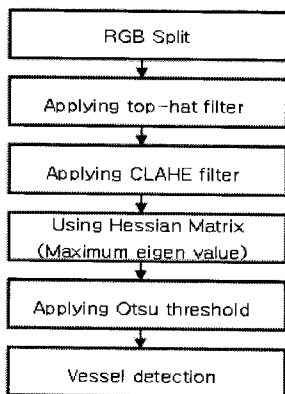 RGB Split
Applying top-hat filter
Applying CLAHE filter
Using Hessian Matrix
(Maximum eigen value)
Applying Otsu threshold
Vessel detection